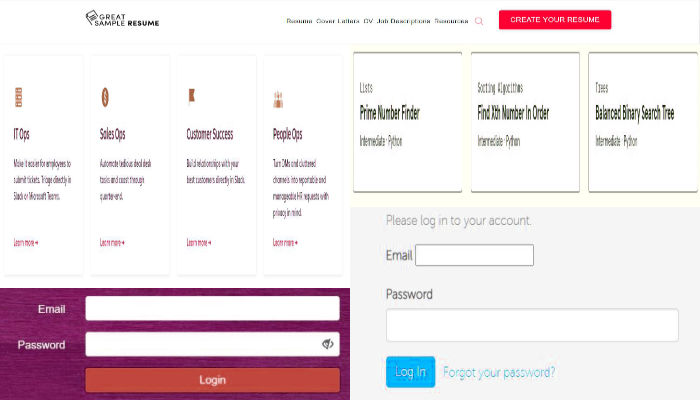 GREAT
SAMPLE RESUME
Resume Cover Letters CV Job Descriptions Resources
CREATE YOUR RESUME
IT Ops
Make it easier for employees to
submit tickets. Triage directly in
Slack or Microsoft Teams.
Learn more →
Sales Ops
Automate tedious deal desk
tasks and coast through
quarter-end.
Learn more →
Customer Success
Build relationships with your
best customers directly in Slack.
Learn more →
People Ops
Turn DMs and cluttered
channels into reportable and
manageable HR requests with
privacy in mind.
Learn more →
Lists
Prime Number Finder
Intermediate · Python
Sorting Algorithms
Find Xth Number In Order
Intermediate · Python
Trees
Balanced Binary Search Tree
Intermediate · Python
Email
Password
Login
Please log in to your account.
Email
Password
Log In
Forgot your password?